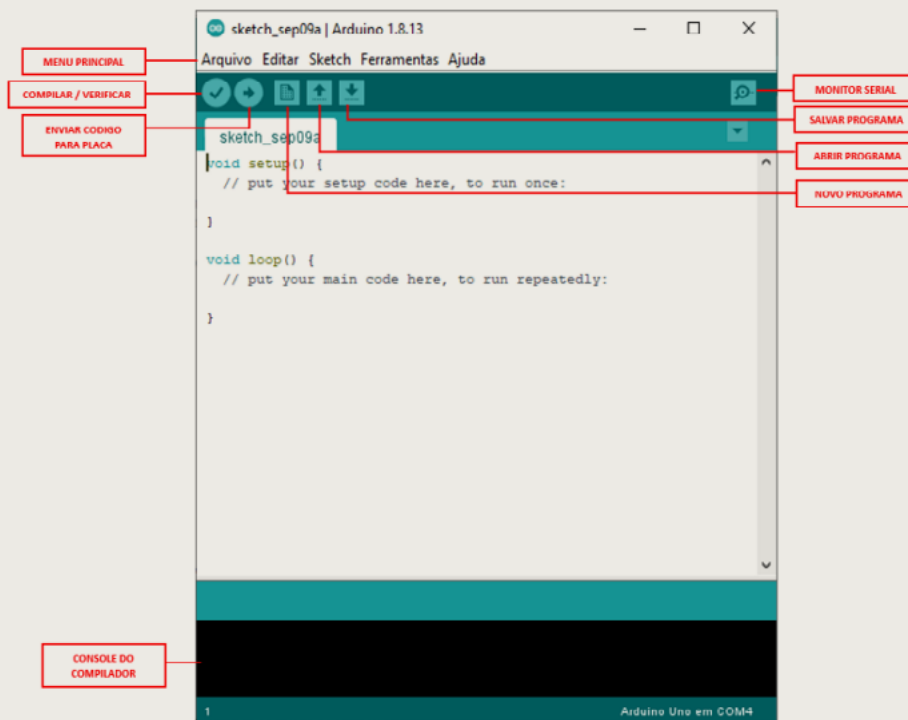 sketch_sep09a | Arduino 1.8.13
Arquivo Editar Sketch Ferramentas Ajuda
MENU PRINCIPAL
COMPILAR / VERIFICAR
ENVIAR CODIGO
PARA PLACA
MONITOR SERIAL
SALVAR PROGRAMA
ABRIR PROGRAMA
NOVO PROGRAMA
sketch_sep09a
void setup() {
// put your setup code here, to run once:
}
void loop() {
// put your main code here, to run repeatedly:
}
CONSOLE DO
COMPILADOR
1
Arduino Uno em COM4